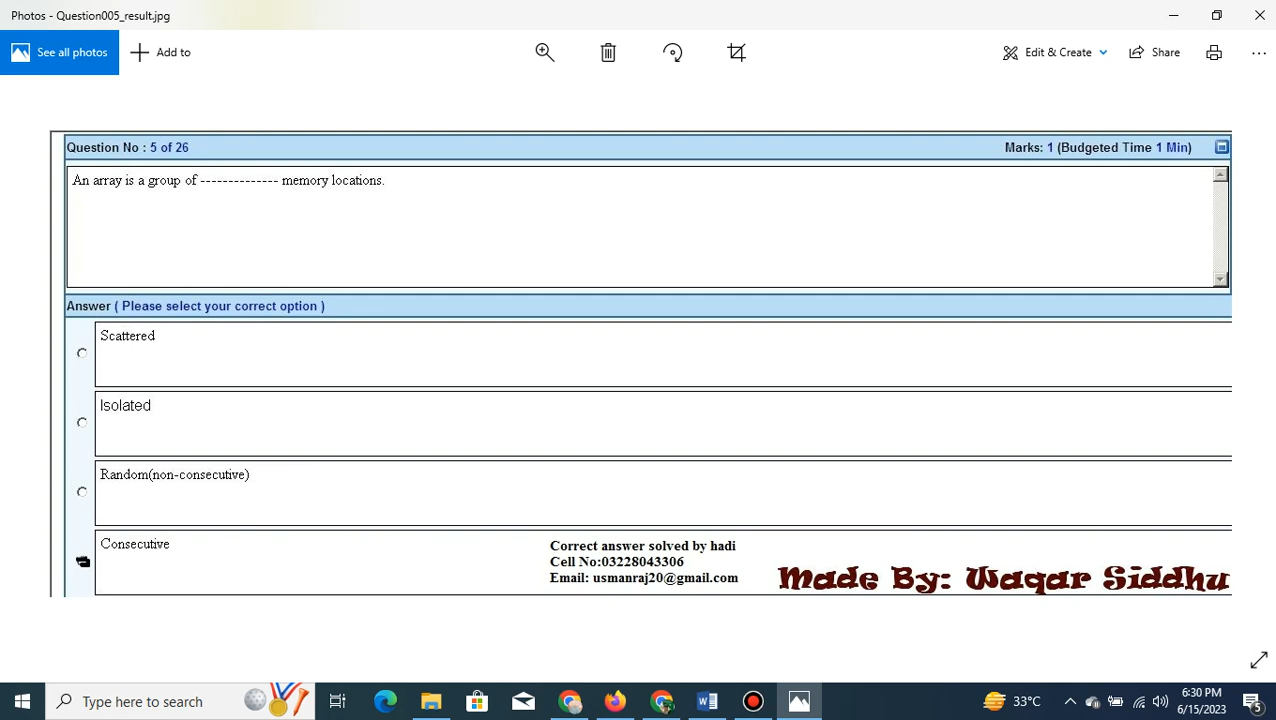 Photos - Question005_result.jpg
See all photos
Add to
Edit & Create
Share
Question No : 5 of 26
Marks: 1 (Budgeted Time 1 Min)
An array is a group of -------------- memory locations.
Answer ( Please select your correct option )
Scattered
Isolated
Random(non-consecutive)
Consecutive
Correct answer solved by hadi
Cell No:03228043306
Email: usmanraj20@gmail.com
Made By: Waqar Siddhu
Type here to search
33°C
6:30 PM
6/15/2023
5